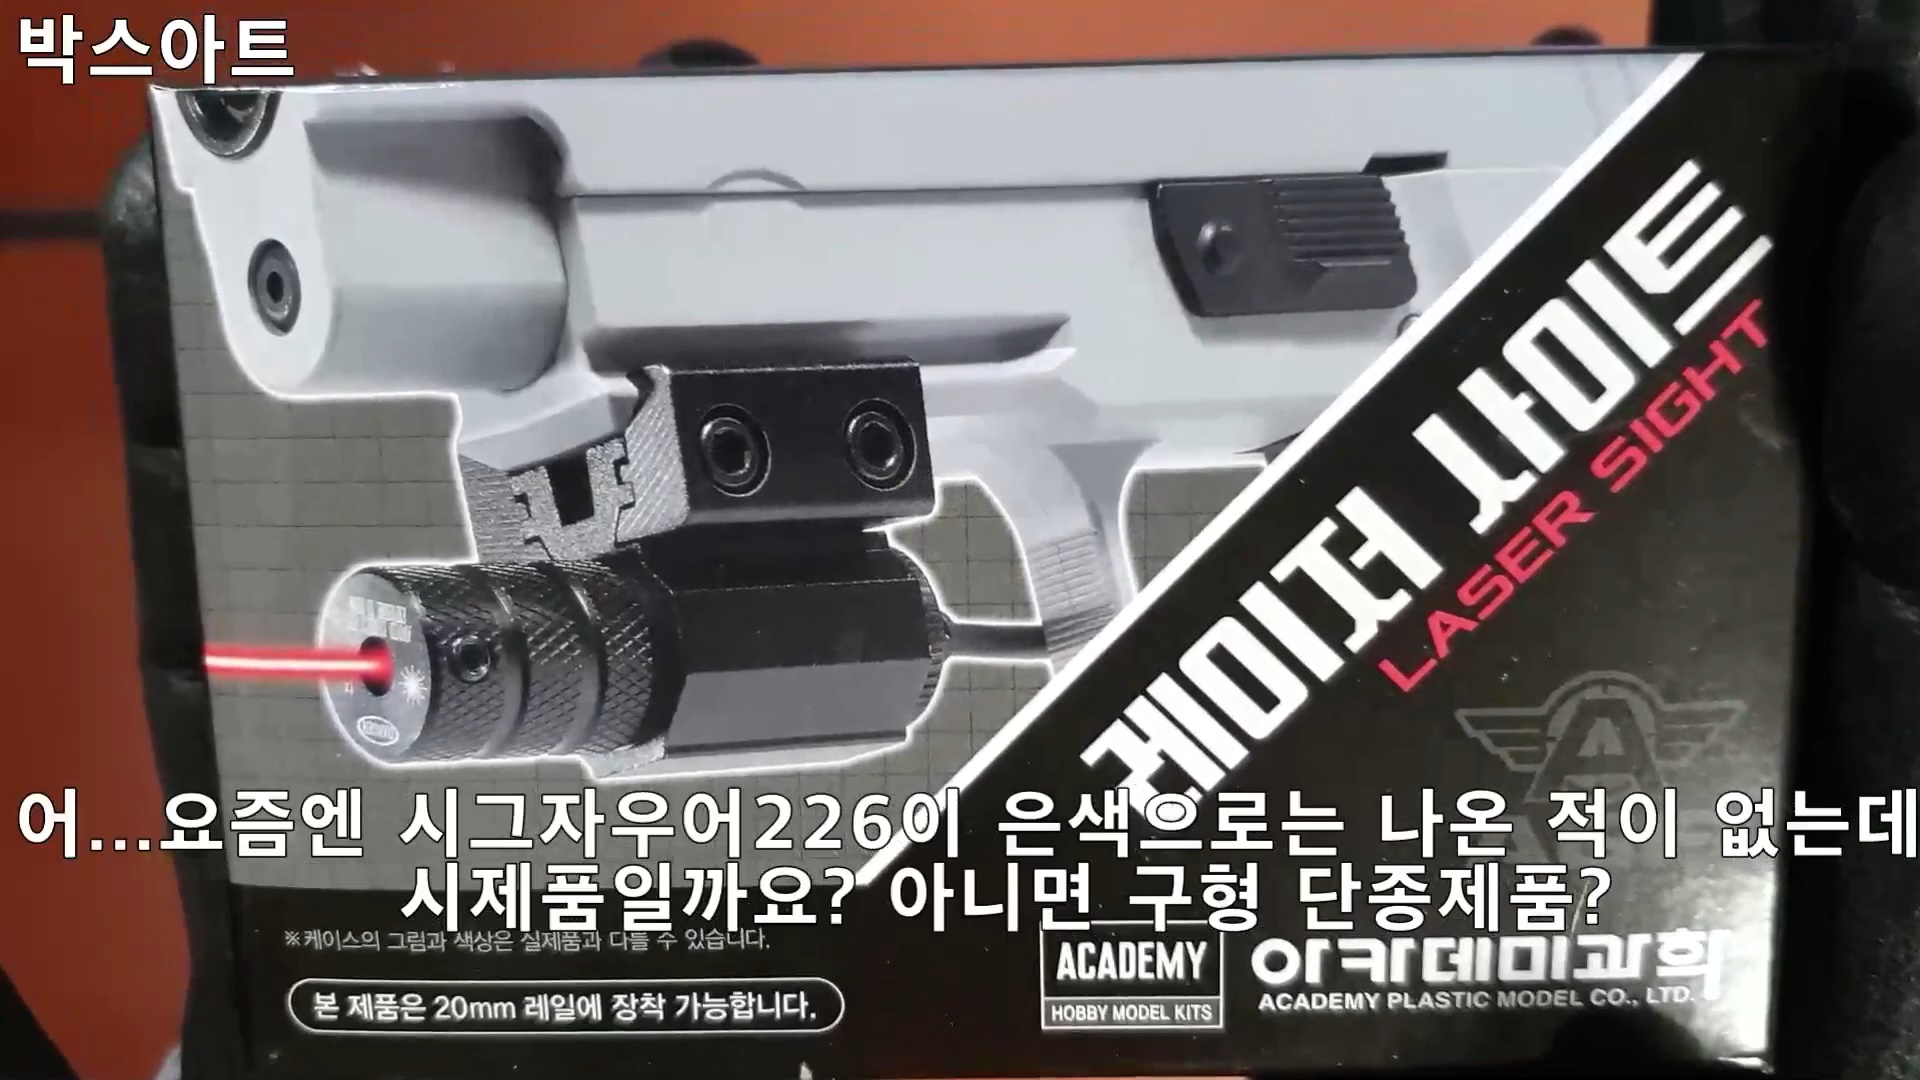 박스아트
레이저 사이트
LASER SIGHT
어...요즘엔 시그자우어226이 은색으로는 나온 적이 없는데
시제품일까요? 아니면 구형 단종제품?
※케이스의 그림과 색상은 실제품과 다를 수 있습니다.
본 제품은 20mm 레일에 장착 가능합니다.
ACADEMY
HOBBY MODEL KITS
아카데미과학
ACADEMY PLASTIC MODEL CO., LTD.